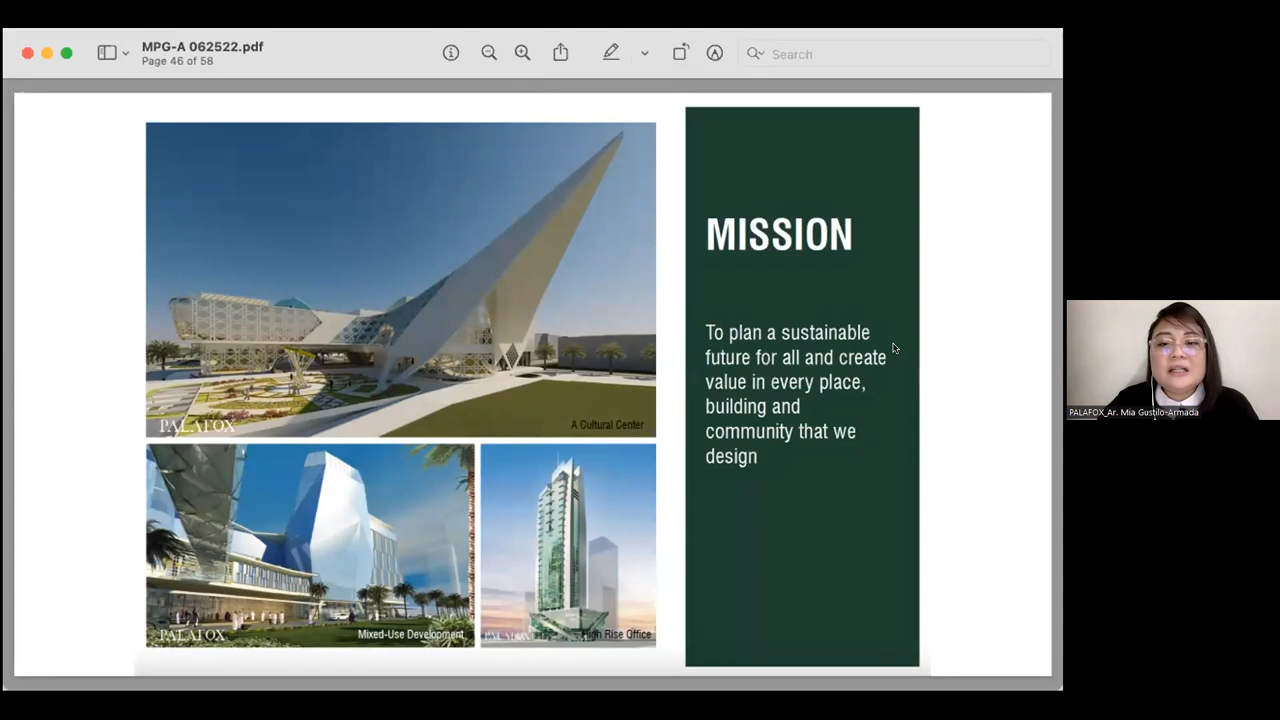 MPG-A 062522.pdf
Page 46 of 58
Search
PALAFOX
A Cultural Center
PALAFOX
Mixed-Use Development
PALAFOX
High Rise Office
MISSION
To plan a sustainable
future for all and create
value in every place,
building and
community that we
design
PALAFOX_Ar. Mia Gustilo-Armada